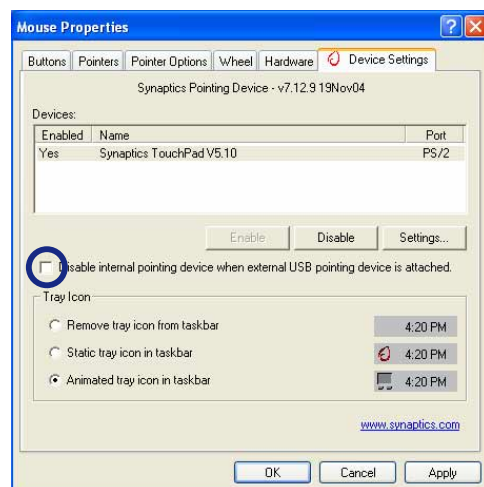 Mouse Properties
Buttons Pointers Pointer Options Wheel Hardware Device Settings
Synaptics Pointing Device - v7.12.9 19Nov04
Devices:
Enabled Name Port
Yes Synaptics TouchPad V5.10 PS/2
Enable Disable Settings...
Disable internal pointing device when external USB pointing device is attached.
Tray Icon
Remove tray icon from taskbar 4:20 PM
Static tray icon in taskbar 4:20 PM
Animated tray icon in taskbar 4:20 PM
www.synaptics.com
OK Cancel Apply